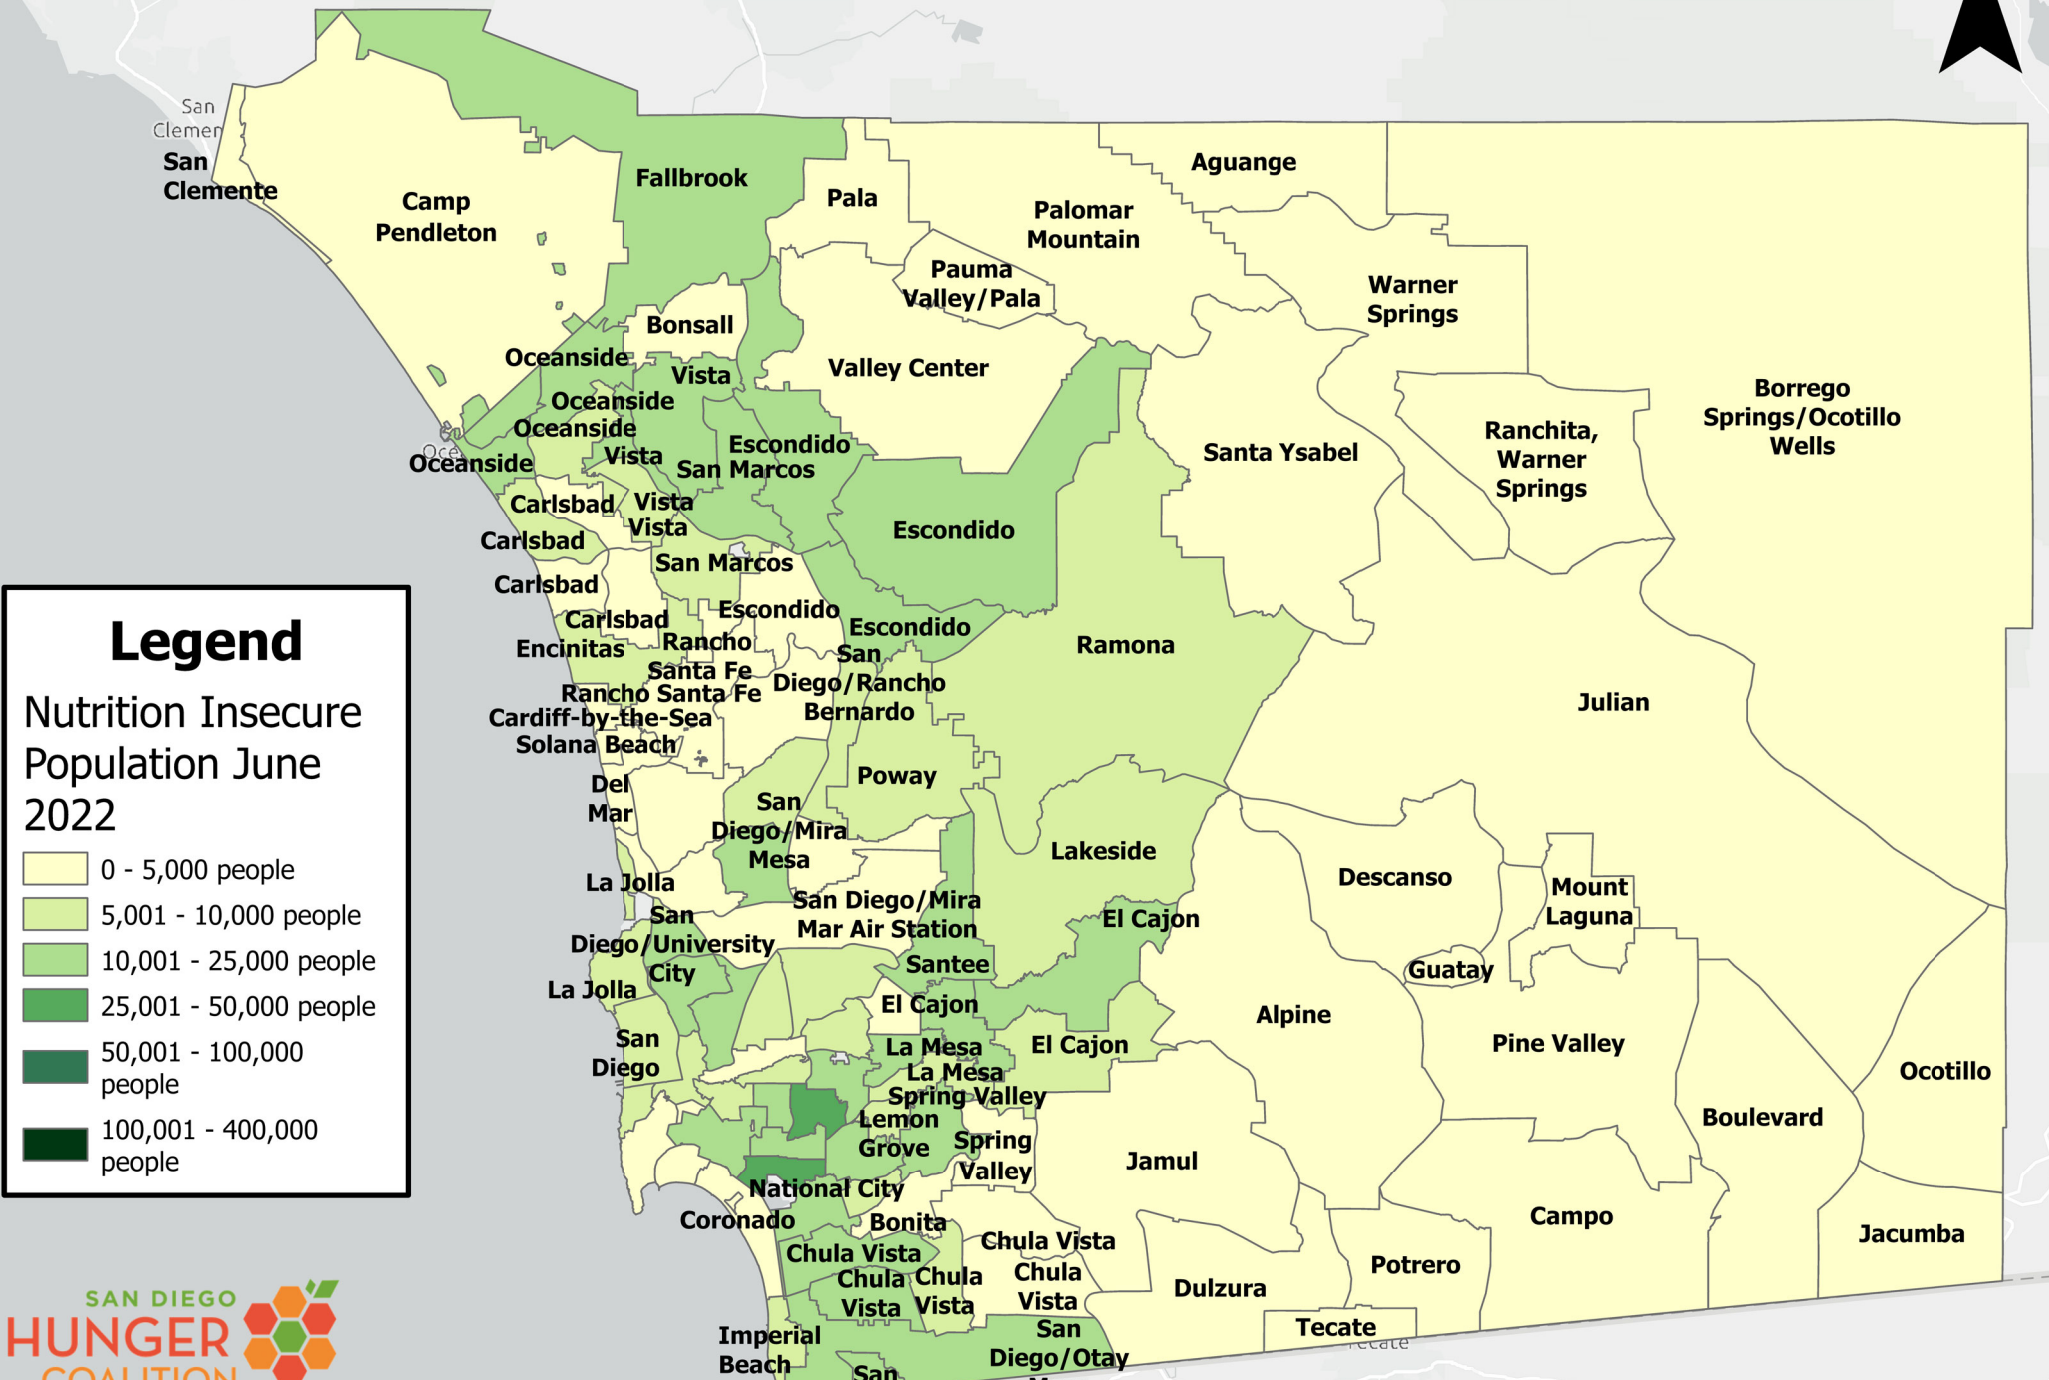 San
Clemen
San
Clemente
Camp
Pendleton
Fallbrook
Pala
Aguange
Palomar
Mountain
Pauma
Valley/Pala
Warner
Springs
Bonsall
Oceanside
Vista
Valley Center
Borrego
Springs/Ocotillo
Wells
Oceanside
Oceanside
Escondido
Ranchita,
Warner
Springs
Santa Ysabel
Oce
Oceanside
Vista
San Marcos
Carlsbad
Vista
Vista
Escondido
Carlsbad
San Marcos
Carlsbad
Escondido
Carlsbad
Escondido
Encinitas
Rancho
Santa Fe
San
Diego/Rancho
Bernardo
Ramona
Rancho Santa Fe
Cardiff-by-the-Sea
Solana Beach
Julian
Del
Mar
Poway
San
Diego/Mira
Mesa
Lakeside
La Jolla
San Diego/Mira
Mar Air Station
El Cajon
Descanso
Mount
Laguna
San
Diego/University
City
Santee
Guatay
La Jolla
El Cajon
Alpine
San
Diego
La Mesa
El Cajon
Pine Valley
La Mesa
Ocotillo
Spring Valley
Lemon
Grove
Spring
Valley
Boulevard
Jamul
National City
Coronado
Bonita
Campo
Chula Vista
Chula Vista
Jacumba
Chula
Vista
Chula
Vista
Chula
Vista
Dulzura
Potrero
Imperial
Beach
San
Diego/Otay
Tecate
Tecate
San
Legend
Nutrition Insecure
Population June
2022
0 - 5,000 people
5,001 - 10,000 people
10,001 - 25,000 people
25,001 - 50,000 people
50,001 - 100,000
people
100,001 - 400,000
people
SAN DIEGO
HUNGER
COALITION